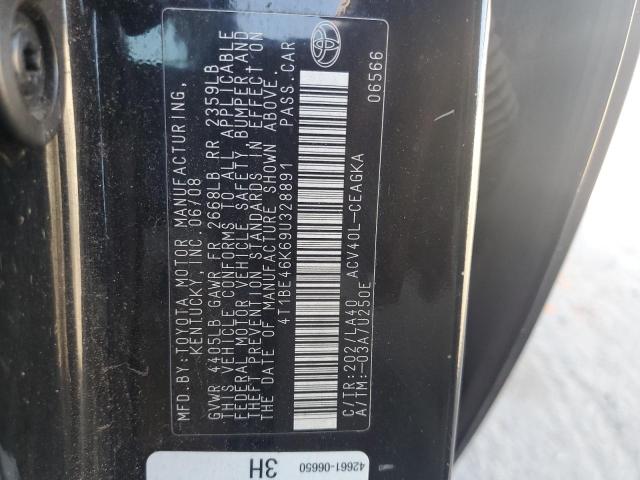 MFD. BY:TOYOTA MOTOR MANUFACTURING,
KENTUCKY, INC. 06/08
GVWR 4405LB GAWR FR 2668LB RR 2359LB
THIS VEHICLE CONFORMS TO ALL APPLICABLE
FEDERAL MOTOR VEHICLE SAFETY, BUMPER, AND
THEFT PREVENTION STANDARDS IN EFFECT ON
THE DATE OF MANUFACTURE SHOWN ABOVE.
4T1BE46K69U328891 PASS.CAR
C/TR:202/LA40 ACV40L-CEAGKA
A/TM:-03A/U250E
06566
42661-06650
3H